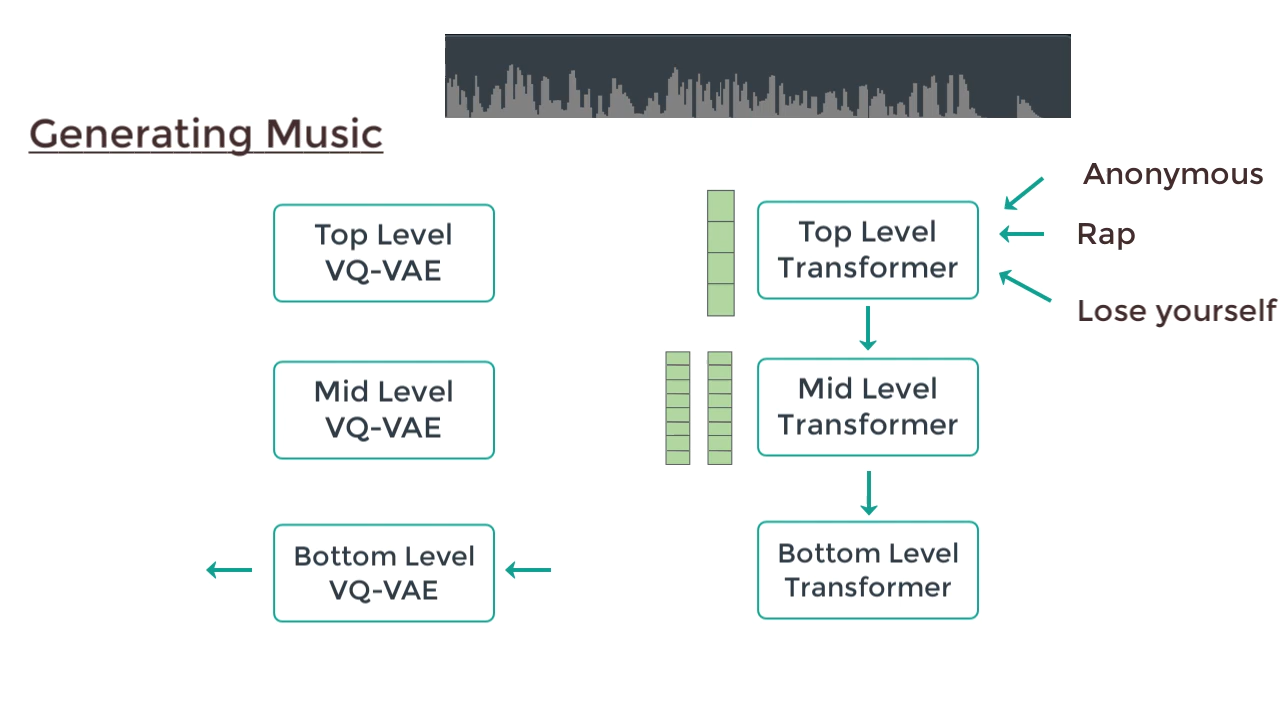 Generating Music
Top Level
VQ-VAE
Top Level
Transformer
Anonymous
Rap
Lose yourself
Mid Level
VQ-VAE
Mid Level
Transformer
Bottom Level
VQ-VAE
Bottom Level
Transformer